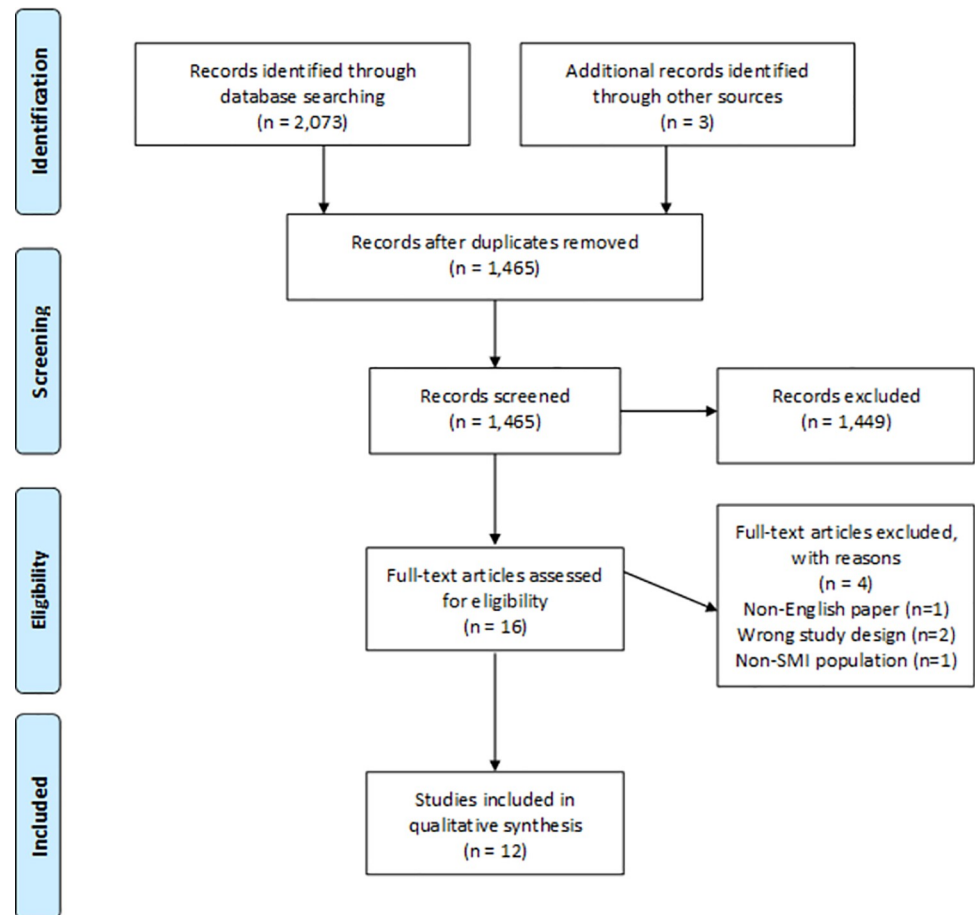 Identification
Records identified through
database searching
(n = 2,073)
Additional records identified
through other sources
(n = 3)
Records after duplicates removed
(n = 1,465)
Screening
Records screened
(n = 1,465)
Records excluded
(n = 1,449)
Eligibility
Full-text articles assessed
for eligibility
(n = 16)
Full-text articles excluded,
with reasons
(n = 4)
Non-English paper (n=1)
Wrong study design (n=2)
Non-SMI population (n=1)
Included
Studies included in
qualitative synthesis
(n = 12)